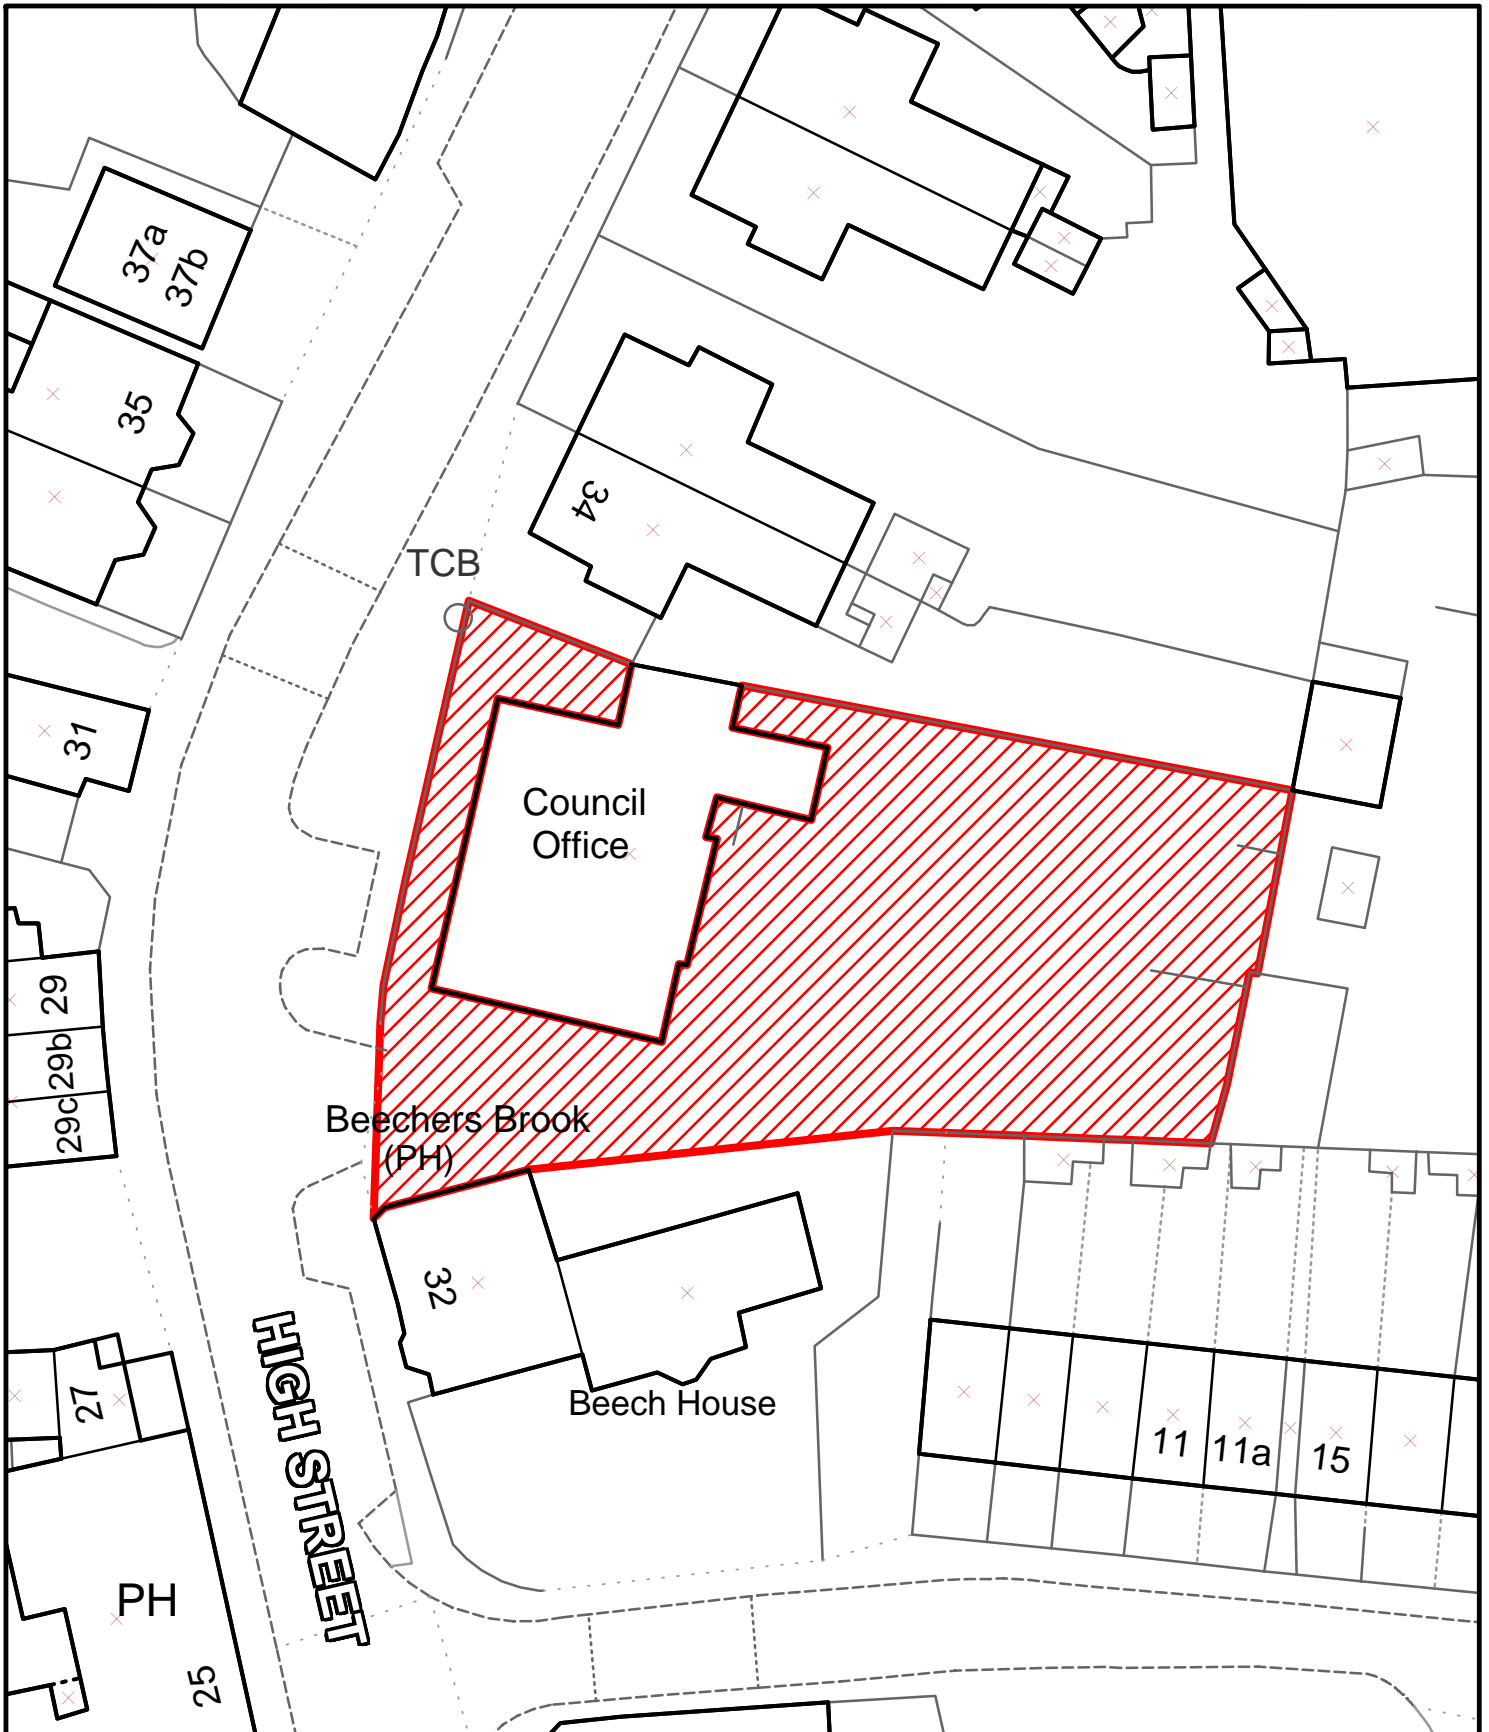 37a
37b
35
34
TCB
31
Council
Office
29
29b
29c
Beechers Brook
(PH)
32
HIGH STREET
27
Beech House
11
11a
15
PH
25